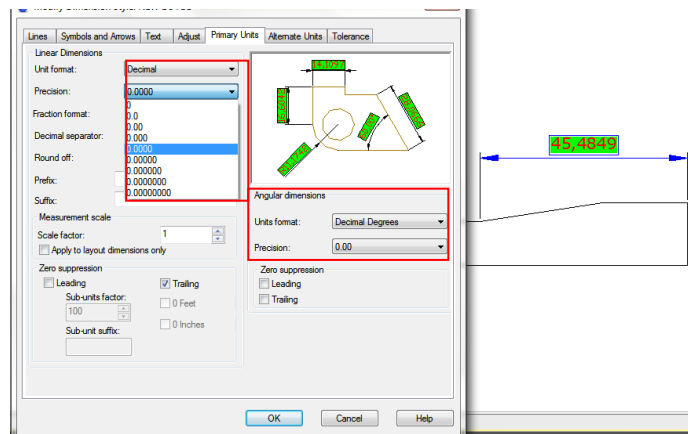 Lines Symbols and Arrows Text Adjust Primary Units Alternate Units Tolerance
Linear Dimensions
Unit format: Decimal
Precision: 0.0000
0
0.0
0.00
0.000
0.0000
0.00000
0.000000
0.0000000
0.00000000
Fraction format:
Decimal separator:
Round off:
Prefix:
Suffix:
Measurement scale
Scale factor: 1
Apply to layout dimensions only
Zero suppression
Leading
Trailing
Sub-units factor:
100
0 Feet
Sub-unit suffix:
0 Inches
14,1097
Angular dimensions
Units format: Decimal Degrees
Precision: 0.00
Zero suppression
Leading
Trailing
OK Cancel Help
45,4849